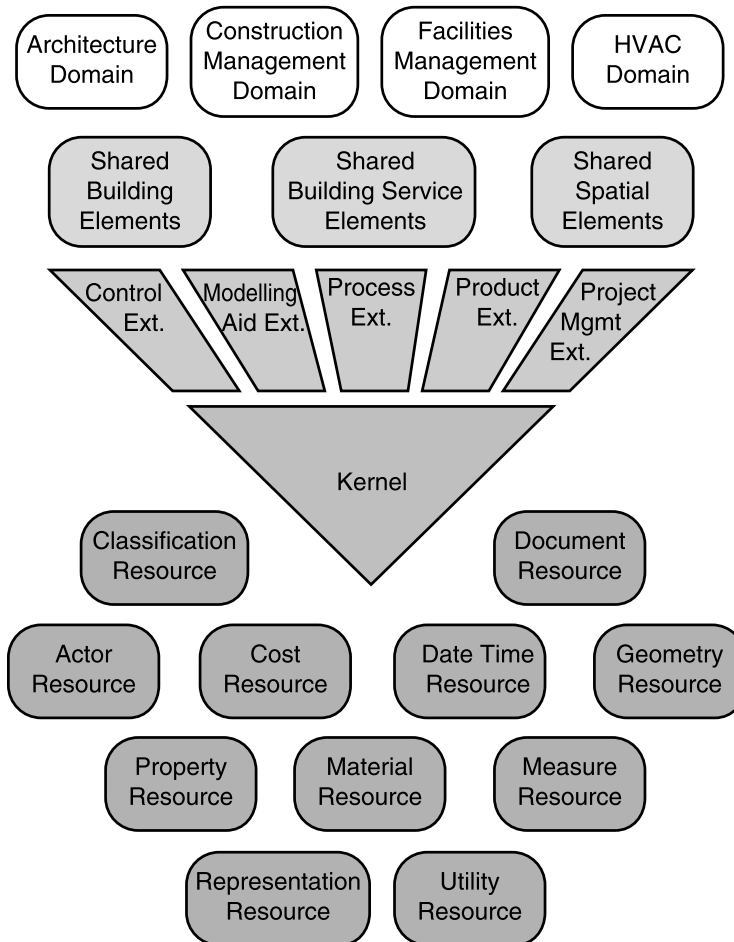 Architecture
Domain
Construction
Management
Domain
Facilities
Management
Domain
HVAC
Domain
Shared
Building
Elements
Shared
Building Service
Elements
Shared
Spatial
Elements
Control
Ext.
Modelling
Aid Ext.
Process
Ext.
Product
Ext.
Project
Mgmt
Ext.
Kernel
Classification
Resource
Document
Resource
Actor
Resource
Cost
Resource
Date Time
Resource
Geometry
Resource
Property
Resource
Material
Resource
Measure
Resource
Representation
Resource
Utility
Resource